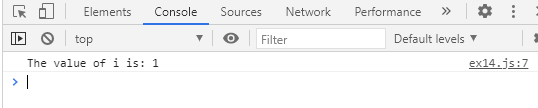 Elements Console Sources Network Performance »
top Filter Default levels
The value of i is: 1 ex14.js:7
>